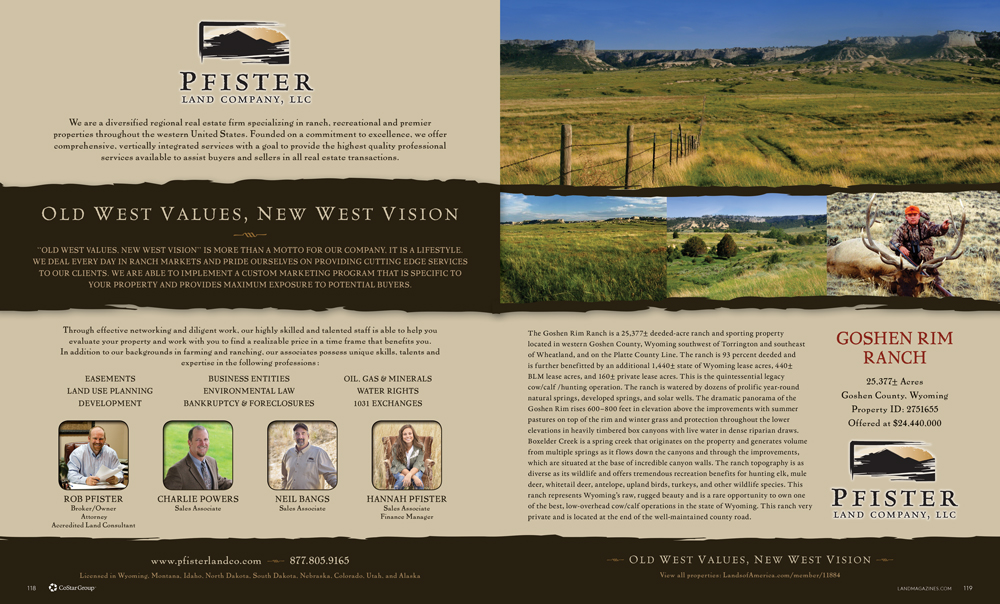 PFISTER
LAND COMPANY, LLC
We are a diversified regional real estate firm specializing in ranch, recreational and premier
properties throughout the western United States. Founded on a commitment to excellence, we offer
comprehensive, vertically integrated services with a goal to provide the highest quality professional
services available to assist buyers and sellers in all real estate transactions.
OLD WEST VALUES, NEW WEST VISION
"OLD WEST VALUES, NEW WEST VISION" IS MORE THAN A MOTTO FOR OUR COMPANY, IT IS A LIFESTYLE.
WE DEAL EVERY DAY IN RANCH MARKETS AND PRIDE OURSELVES ON PROVIDING CUTTING EDGE SERVICES
TO OUR CLIENTS. WE ARE ABLE TO IMPLEMENT A CUSTOM MARKETING PROGRAM THAT IS SPECIFIC TO
YOUR PROPERTY AND PROVIDES MAXIMUM EXPOSURE TO POTENTIAL BUYERS.
Through effective networking and diligent work, our highly skilled and talented staff is able to help you
evaluate your property and work with you to find a realizable price in a time frame that benefits you.
In addition to our backgrounds in farming and ranching, our associates possess unique skills, talents and
expertise in the following professions:
EASEMENTS
LAND USE PLANNING
DEVELOPMENT
BUSINESS ENTITIES
ENVIRONMENTAL LAW
BANKRUPTCY & FORECLOSURES
OIL, GAS & MINERALS
WATER RIGHTS
1031 EXCHANGES
ROB PFISTER
Broker/Owner
Attorney
Accredited Land Consultant
CHARLIE POWERS
Sales Associate
NEIL BANGS
Sales Associate
HANNAH PFISTER
Sales Associate
Finance Manager
www.pfisterlandco.com 877.805.9165
Licensed in Wyoming, Montana, Idaho, North Dakota, South Dakota, Nebraska, Colorado, Utah, and Alaska
118 CoStar Group
The Goshen Rim Ranch is a 25,377± deeded-acre ranch and sporting property
located in western Goshen County, Wyoming southwest of Torrington and southeast
of Wheatland, and on the Platte County Line. The ranch is 93 percent deeded and
is further benefitted by an additional 1,440± state of Wyoming lease acres, 440±
BLM lease acres, and 160± private lease acres. This is the quintessential legacy
cow/calf /hunting operation. The ranch is watered by dozens of prolific year-round
natural springs, developed springs, and solar wells. The dramatic panorama of the
Goshen Rim rises 600-800 feet in elevation above the improvements with summer
pastures on top of the rim and winter grass and protection throughout the lower
elevations in heavily timbered box canyons with live water in dense riparian draws.
Boxelder Creek is a spring creek that originates on the property and generates volume
from multiple springs as it flows down the canyons and through the improvements,
which are situated at the base of incredible canyon walls. The ranch topography is as
diverse as its wildlife and offers tremendous recreation benefits for hunting elk, mule
deer, whitetail deer, antelope, upland birds, turkeys, and other wildlife species. This
ranch represents Wyoming's raw, rugged beauty and is a rare opportunity to own one
of the best, low-overhead cow/calf operations in the state of Wyoming. This ranch very
private and is located at the end of the well-maintained county road.
GOSHEN RIM
RANCH
25,377± Acres
Goshen County, Wyoming
Property ID: 2751655
Offered at $24,440,000
PFISTER
LAND COMPANY, LLC
OLD WEST VALUES, NEW WEST VISION
View all properties: LandsofAmerica.com/member/11884
LANDMAGAZINES.COM 119